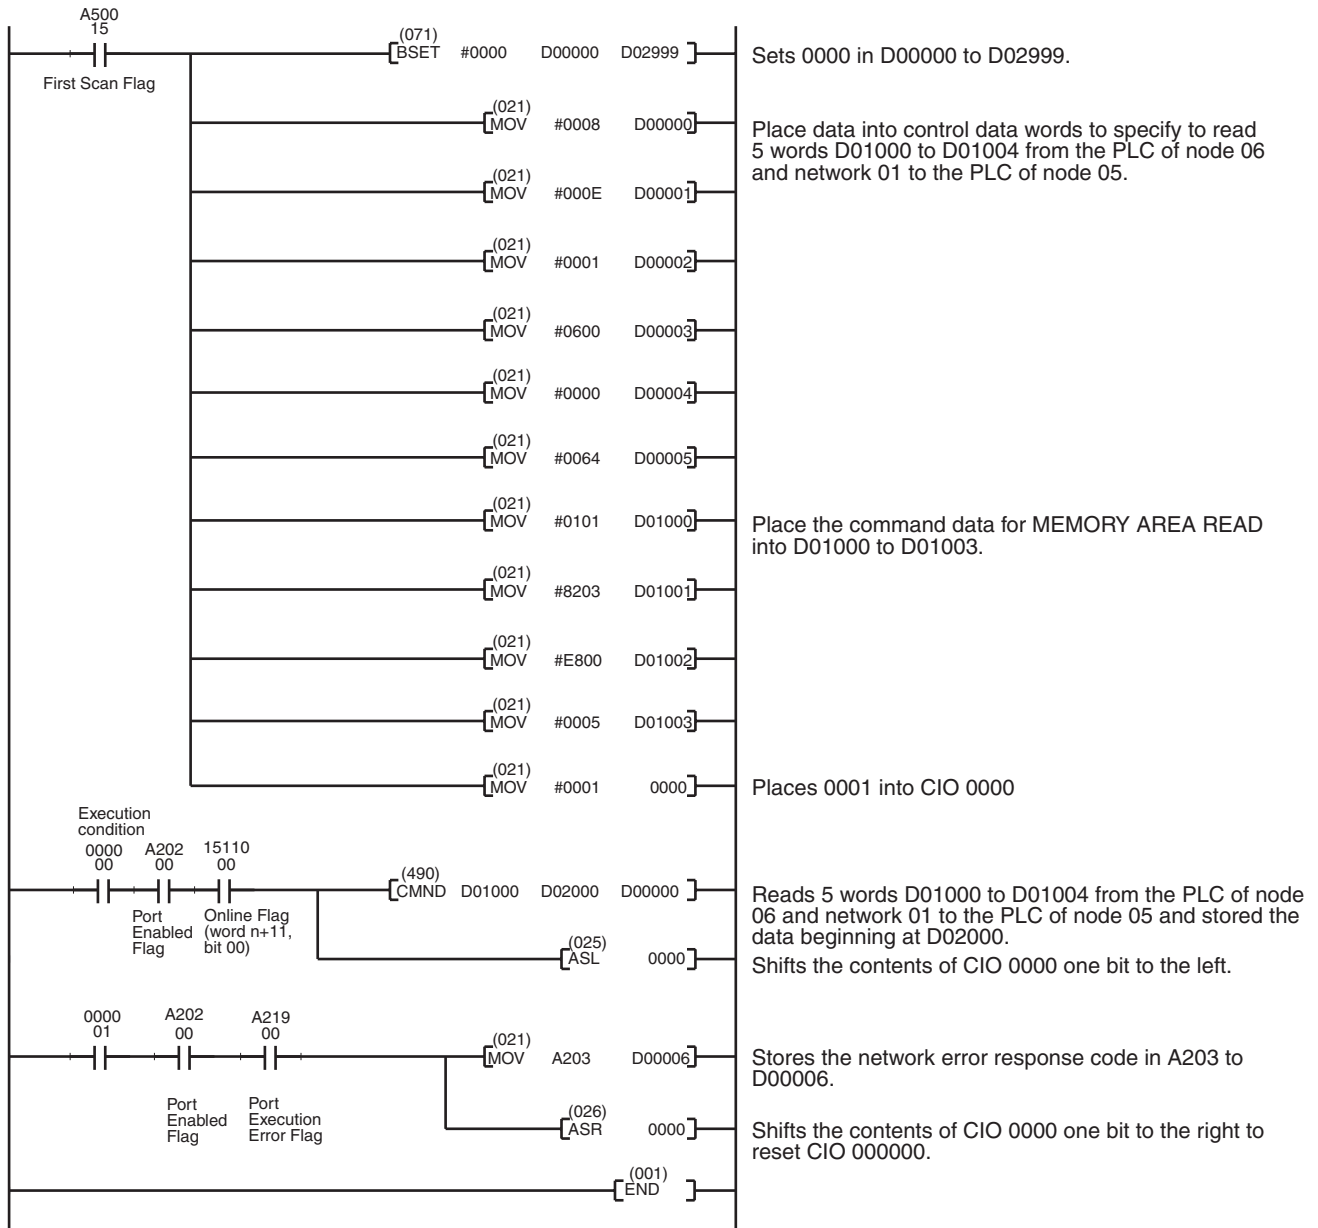 A500
15
First Scan Flag
(071)
BSET #0000 D00000 D02999
Sets 0000 in D00000 to D02999.
(021)
MOV #0008 D00000
Place data into control data words to specify to read
5 words D01000 to D01004 from the PLC of node 06
and network 01 to the PLC of node 05.
(021)
MOV #000E D00001
(021)
MOV #0001 D00002
(021)
MOV #0600 D00003
(021)
MOV #0000 D00004
(021)
MOV #0064 D00005
(021)
MOV #0101 D01000
Place the command data for MEMORY AREA READ
into D01000 to D01003.
(021)
MOV #8203 D01001
(021)
MOV #E800 D01002
(021)
MOV #0005 D01003
(021)
MOV #0001 0000
Places 0001 into CIO 0000
Execution
condition
0000 A202 15110
00 00 00
Port
Enabled
Flag
Online Flag
(word n+11,
bit 00)
(490)
CMND D01000 D02000 D00000
Reads 5 words D01000 to D01004 from the PLC of node
06 and network 01 to the PLC of node 05 and stored the
data beginning at D02000.
(025)
ASL 0000
Shifts the contents of CIO 0000 one bit to the left.
0000 A202 A219
01 00 00
Port
Enabled
Flag
Port
Execution
Error Flag
(021)
MOV A203 D00006
Stores the network error response code in A203 to
D00006.
(026)
ASR 0000
Shifts the contents of CIO 0000 one bit to the right to
reset CIO 000000.
(001)
END